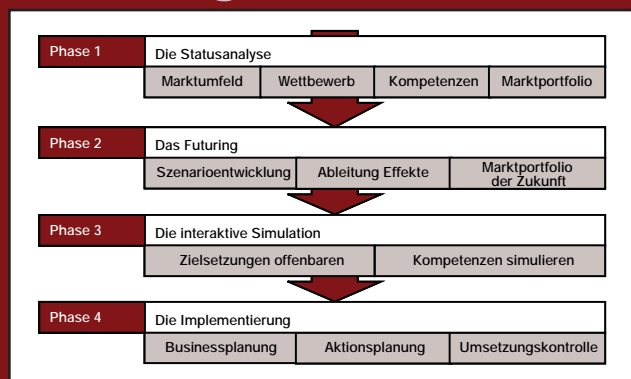 Phase 1
Die Statusanalyse
Marktumfeld
Wettbewerb
Kompetenzen
Marktportfolio
Phase 2
Das Futuring
Szenarioentwicklung
Ableitung Effekte
Marktportfolio
der Zukunft
Phase 3
Die interaktive Simulation
Zielsetzungen offenbaren
Kompetenzen simulieren
Phase 4
Die Implementierung
Businessplanung
Aktionsplanung
Umsetzungskontrolle